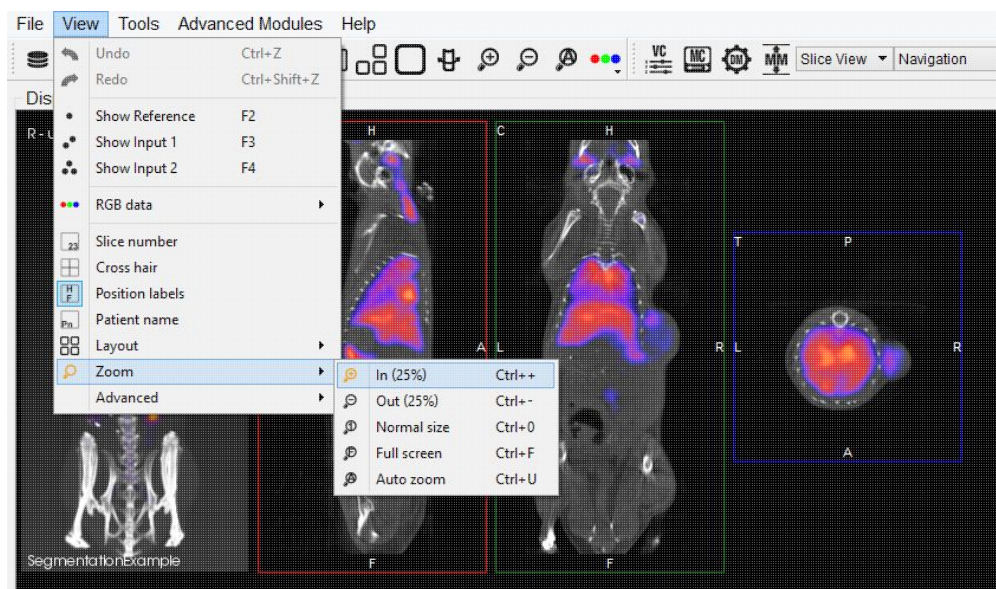 File View Tools Advanced Modules Help
Undo Ctrl+Z
Redo Ctrl+Shift+Z
VC MC DM MM Slice View Navigation
Show Reference F2
Show Input 1 F3
Show Input 2 F4
RGB data
23 Slice number
Cross hair
H F Position labels
Pn Patient name
Layout
Zoom
Advanced
In (25%) Ctrl++
Out (25%) Ctrl+-
Normal size Ctrl+0
Full screen Ctrl+F
Auto zoom Ctrl+U
H
A
F
C H
L R
F
T P
L R
A
SegmentationExample